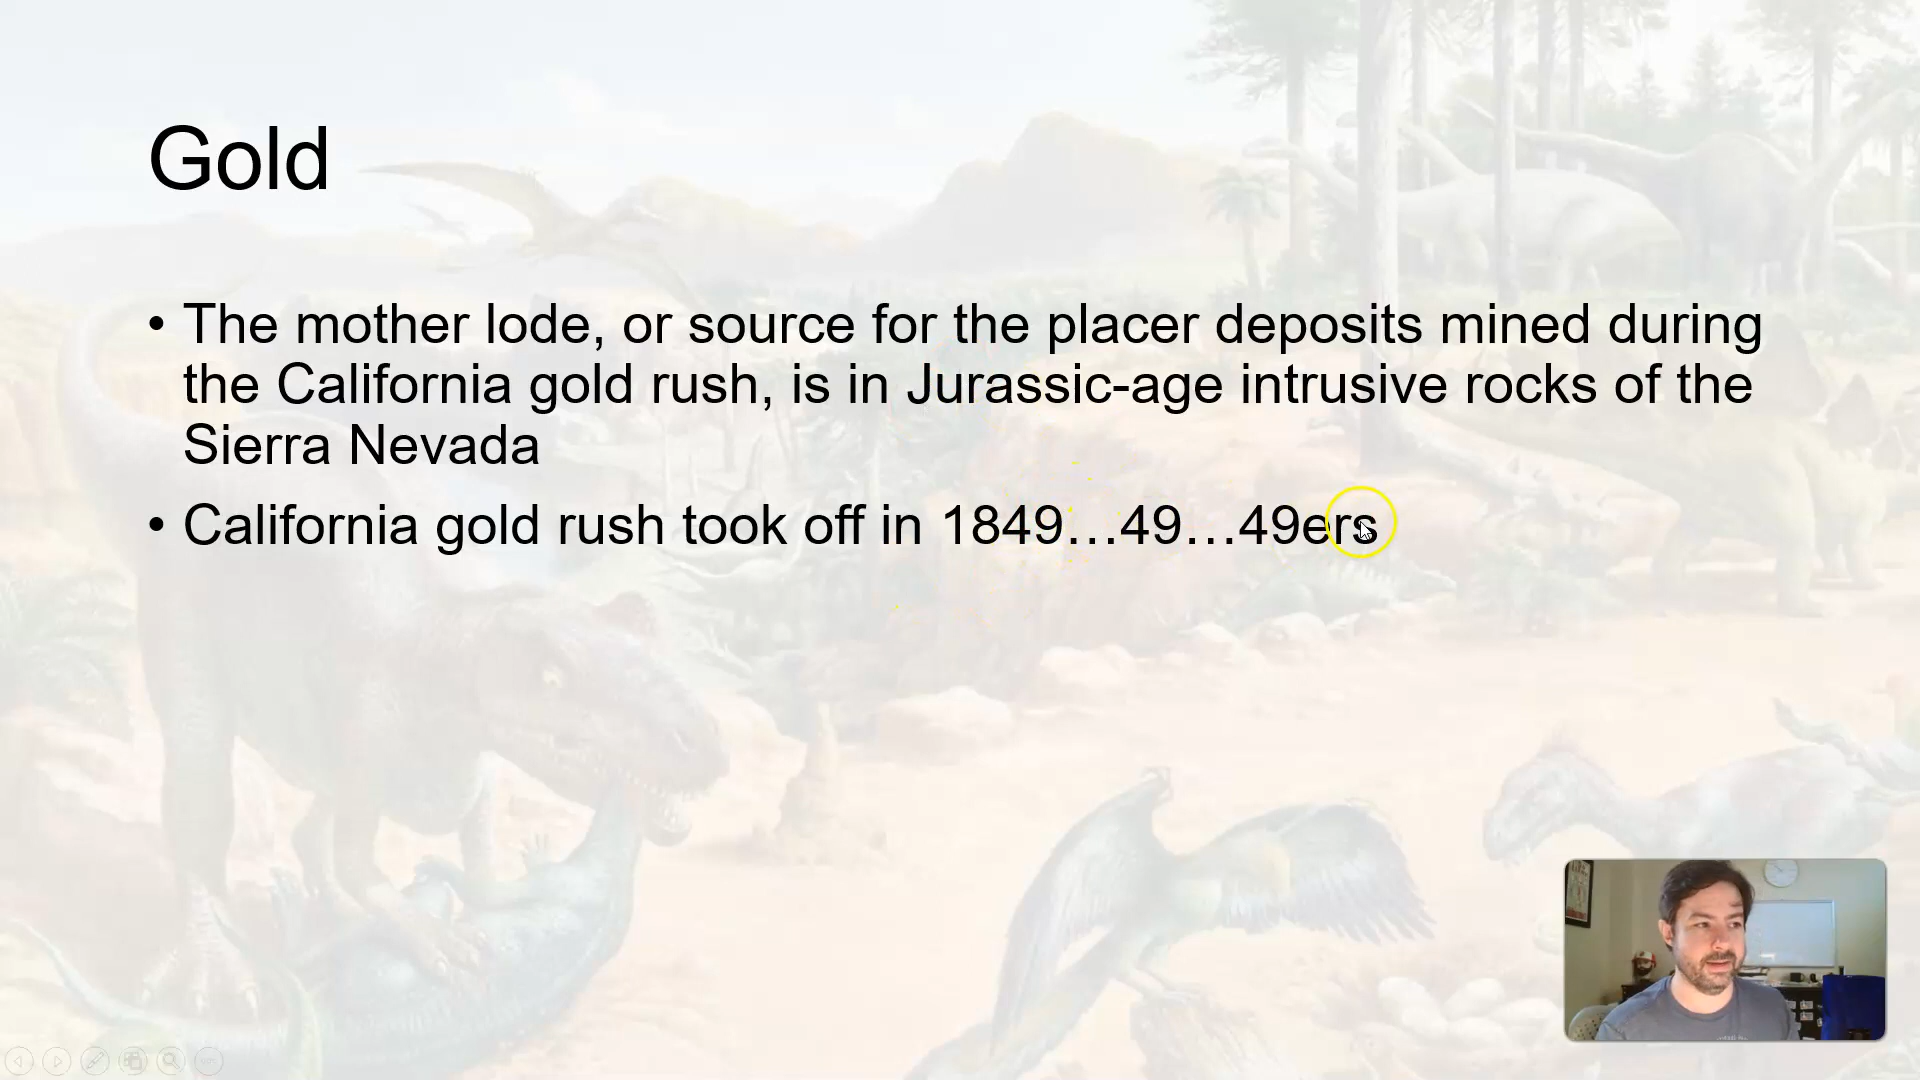 Gold
• The mother lode, or source for the placer deposits mined during
the California gold rush, is in Jurassic-age intrusive rocks of the
Sierra Nevada
• California gold rush took off in 1849…49…49ers